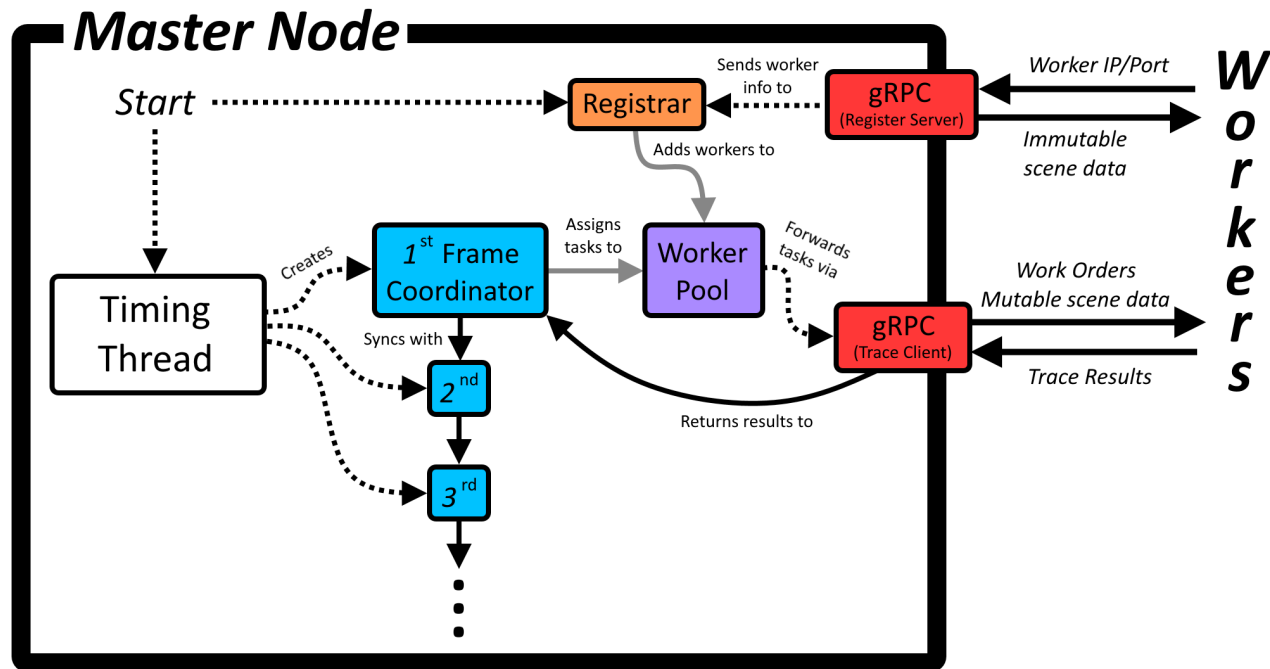 Master Node
Start
Registrar
Sends worker
info to
gRPC
(Register Server)
Worker IP/Port
Immutable
scene data
Workers
Adds workers to
Creates
1st Frame
Coordinator
Assigns
tasks to
Worker
Pool
Forwards
tasks via
Timing
Thread
Syncs with
gRPC
(Trace Client)
Work Orders
Mutable scene data
Trace Results
2nd
Returns results to
3rd